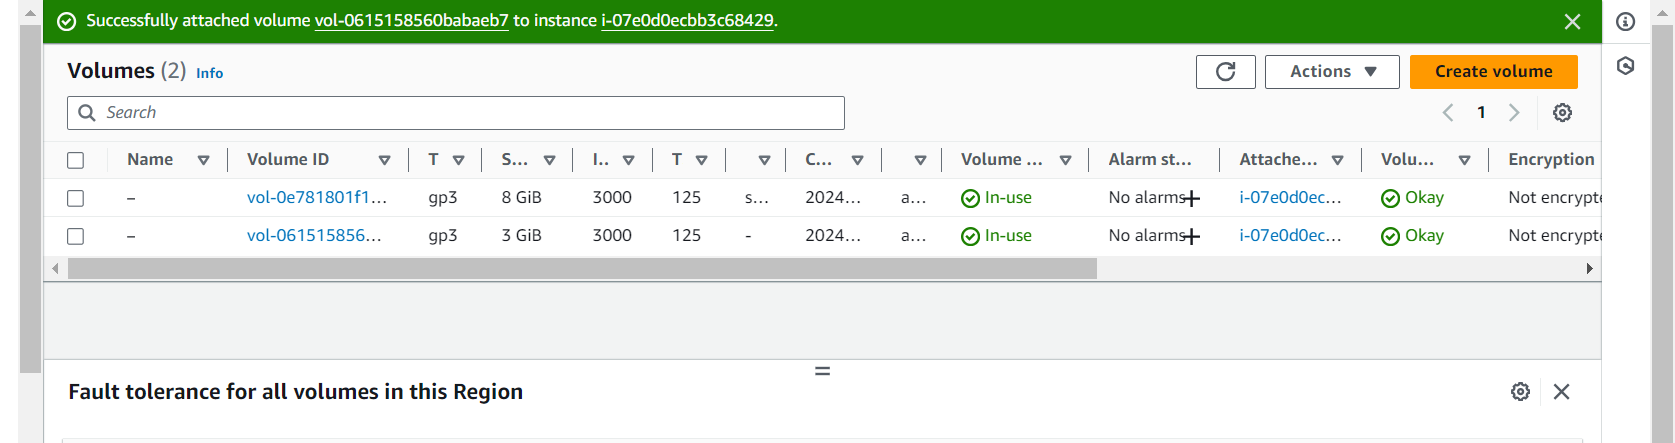 Successfully attached volume vol-0615158560babaeb7 to instance i-07e0d0ecbb3c68429.
Volumes (2) Info
Actions
Create volume
Search
1
Name Volume ID T S... I.. T C... Volume ... Alarm st... Attache... Volu... Encryption
– vol-0e781801f1... gp3 8 GiB 3000 125 s... 2024... a... In-use No alarms i-07e0d0ec... Okay Not encrypte
– vol-061515856... gp3 3 GiB 3000 125 - 2024... a... In-use No alarms i-07e0d0ec... Okay Not encrypte
Fault tolerance for all volumes in this Region